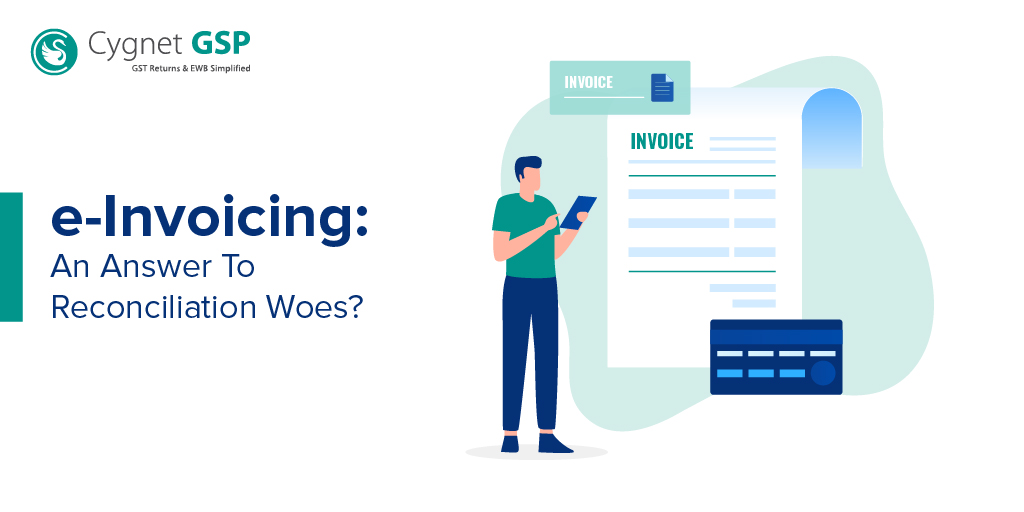 Cygnet GSP
GST Returns & EWB Simplified
INVOICE
INVOICE
e-Invoicing:
An Answer To
Reconciliation Woes?